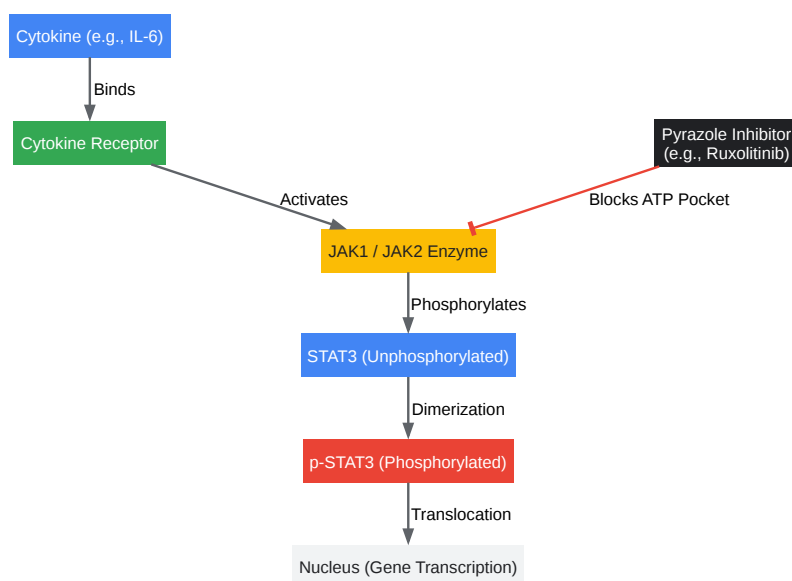 Cytokine (e.g., IL-6)
Binds
Cytokine Receptor
Pyrazole Inhibitor
(e.g., Ruxolitinib)
Activates
Blocks ATP Pocket
JAK1 / JAK2 Enzyme
Phosphorylates
STAT3 (Unphosphorylated)
Dimerization
p-STAT3 (Phosphorylated)
Translocation
Nucleus (Gene Transcription)